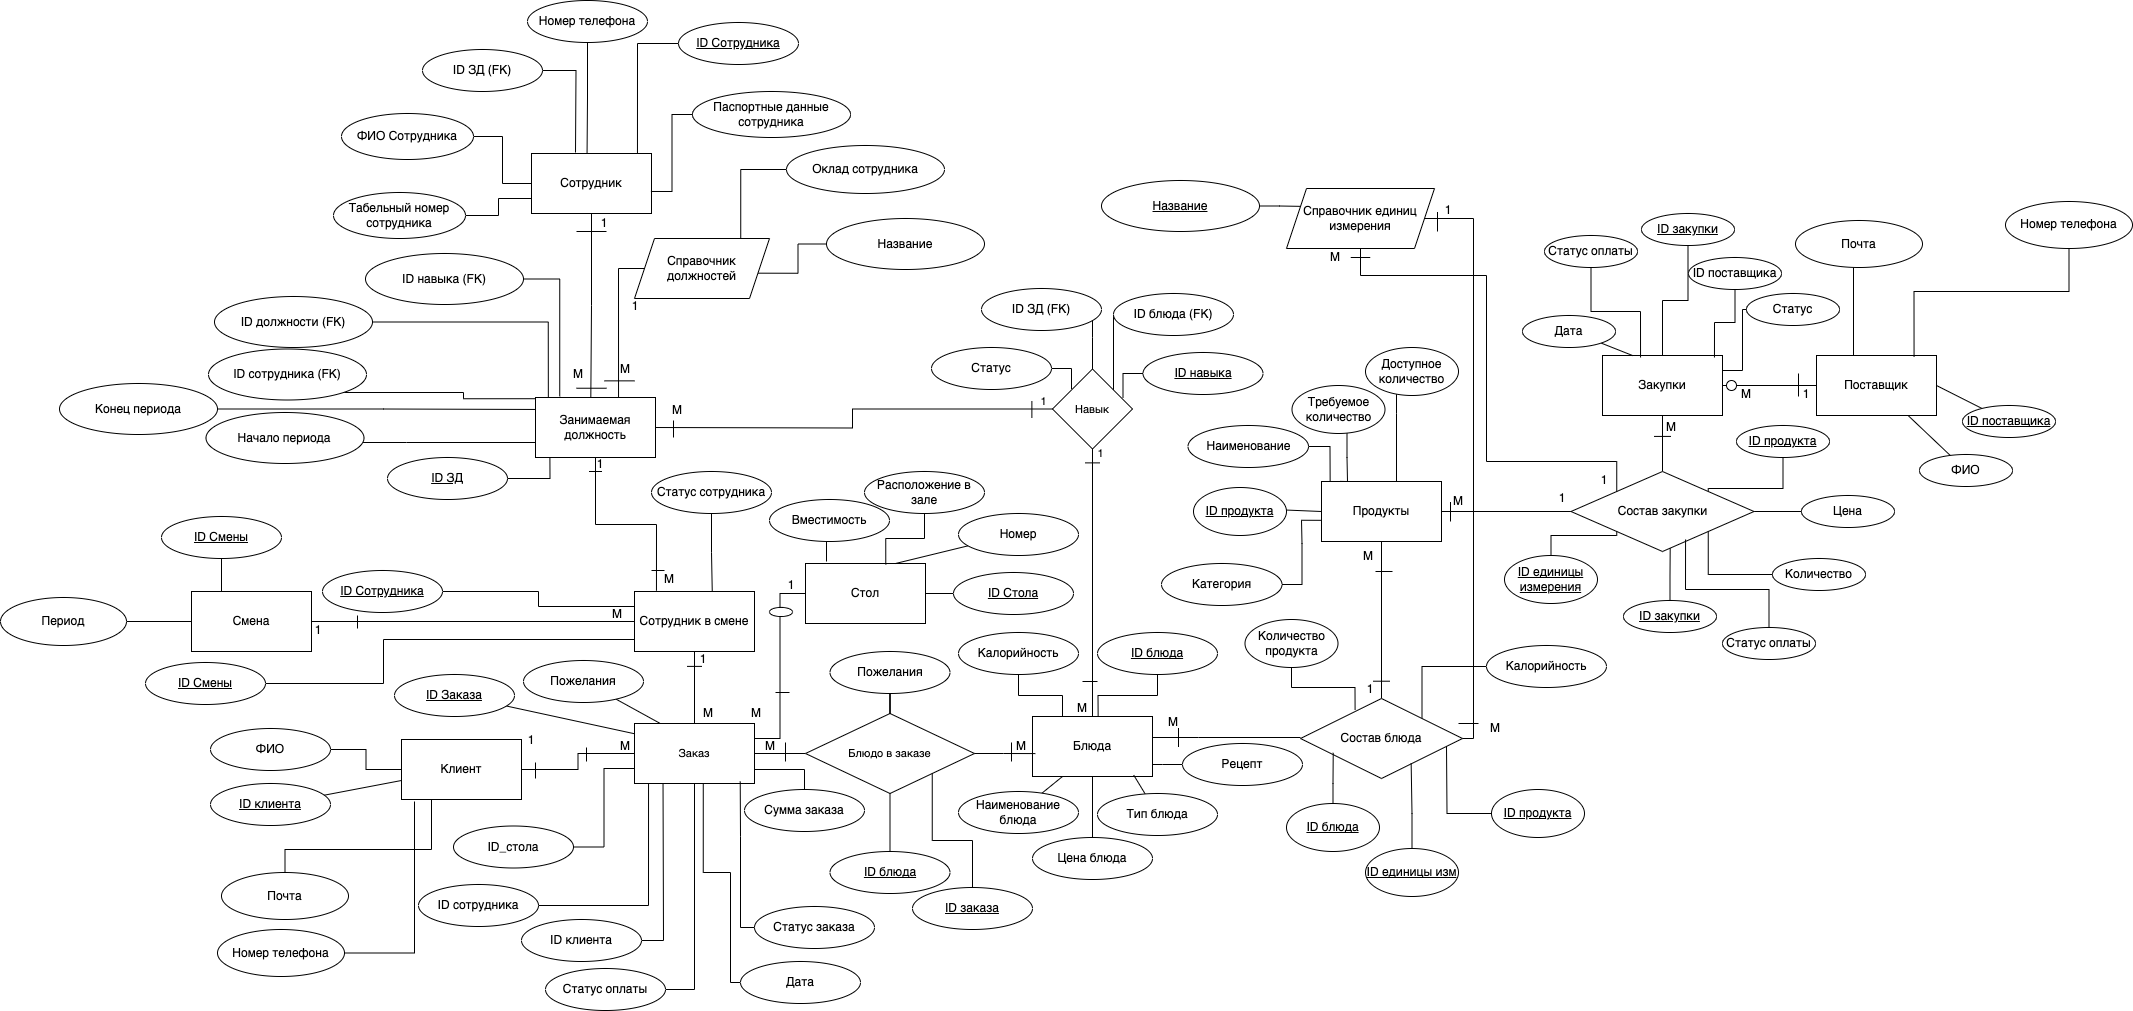 Номер телефона
ID Сотрудника
ID ЗД (FK)
Паспортные данные
сотрудника
ФИО Сотрудника
Сотрудник
Табельный номер
сотрудника
1
Оклад сотрудника
Название
Справочник
должностей
1
ID навыка (FK)
ID должности (FK)
ID сотрудника (FK)
Конец периода
Начало периода
ID ЗД
M
M
Занимаемая
должность
M
1
1
Навык
ID ЗД (FK)
ID блюда (FK)
Статус
ID навыка
1
Название
Справочник единиц
измерения
1
M
Статус оплаты
ID закупки
ID поставщика
Статус
Дата
Закупки
M
1
M
Почта
Номер телефона
Поставщик
ID поставщика
ФИО
Доступное
количество
Требуемое
количество
Наименование
ID продукта
Категория
Продукты
M
M
1
1
Состав закупки
ID продукта
Цена
Количество
Статус оплаты
ID закупки
ID единицы
измерения
ID Смены
Период
Смена
1
ID Сотрудника
M
ID Смены
Статус сотрудника
M
Сотрудник в смене
1
Вместимость
Расположение в
зале
Номер
ID Стола
Стол
1
M
M
ID Заказа
Пожелания
Заказ
M
M
ФИО
ID клиента
Клиент
1
Почта
Номер телефона
ID_стола
ID сотрудника
ID клиента
Статус оплаты
Дата
Статус заказа
Сумма заказа
Пожелания
Блюдо в заказе
ID блюда
ID заказа
M
Калорийность
ID блюда
M
Блюда
M
Рецепт
Наименование
блюда
Тип блюда
Цена блюда
Количество
продукта
Калорийность
1
M
Состав блюда
ID блюда
ID единицы изм
ID продукта